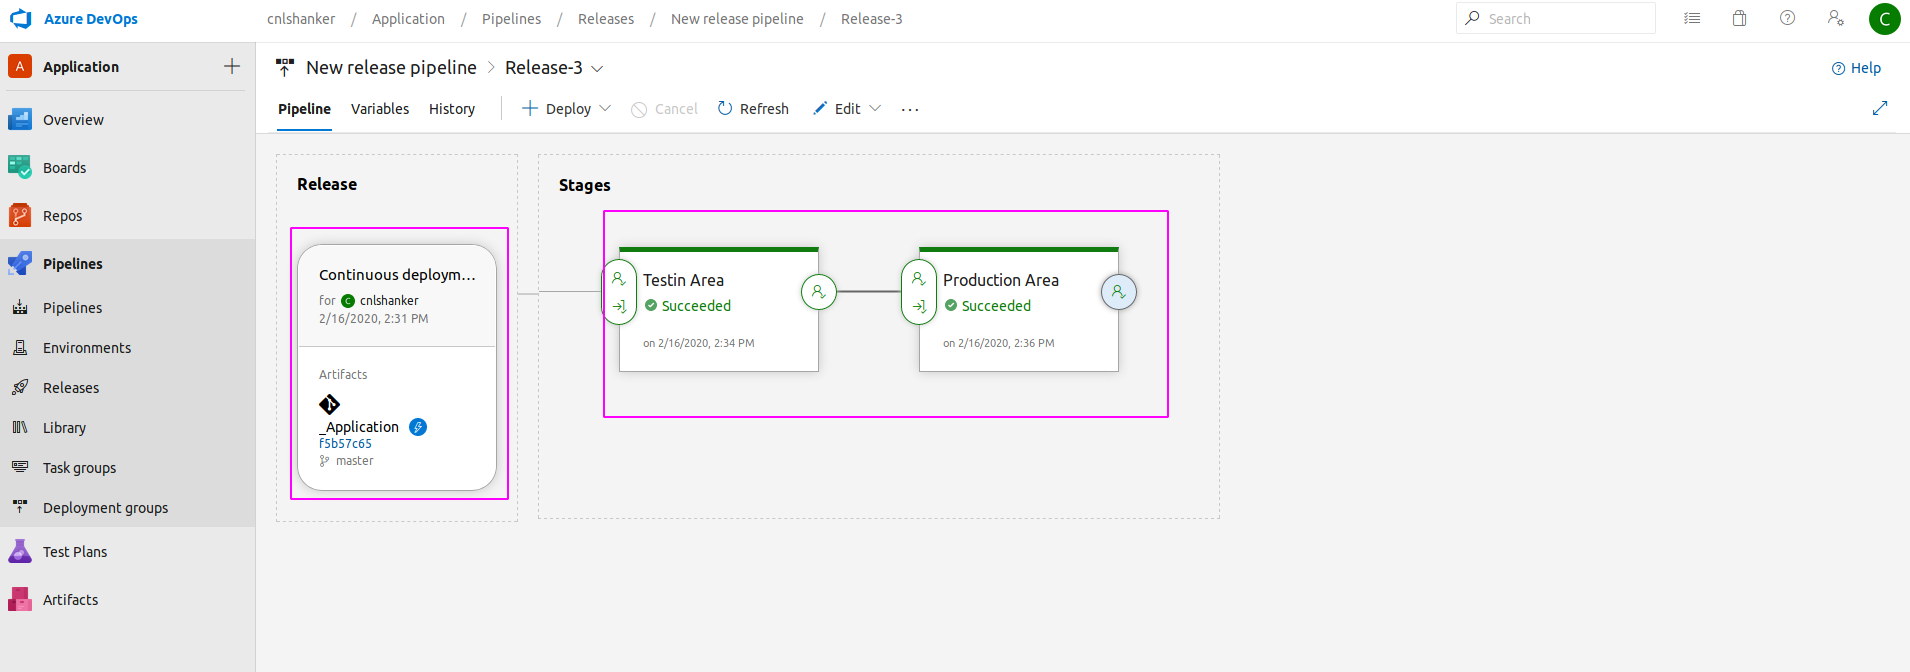 Azure DevOps
cnlshanker / Application / Pipelines / Releases / New release pipeline / Release-3
Search
C
A Application
Overview
Boards
Repos
Pipelines
Pipelines
Environments
Releases
Library
Task groups
Deployment groups
Test Plans
Artifacts
New release pipeline > Release-3
Help
Pipeline Variables History Deploy Cancel Refresh Edit ...
Release
Continuous deploym...
for C cnlshanker
2/16/2020, 2:31 PM
Artifacts
_Application
f5b57c65
master
Stages
Testin Area
Succeeded
on 2/16/2020, 2:34 PM
Production Area
Succeeded
on 2/16/2020, 2:36 PM